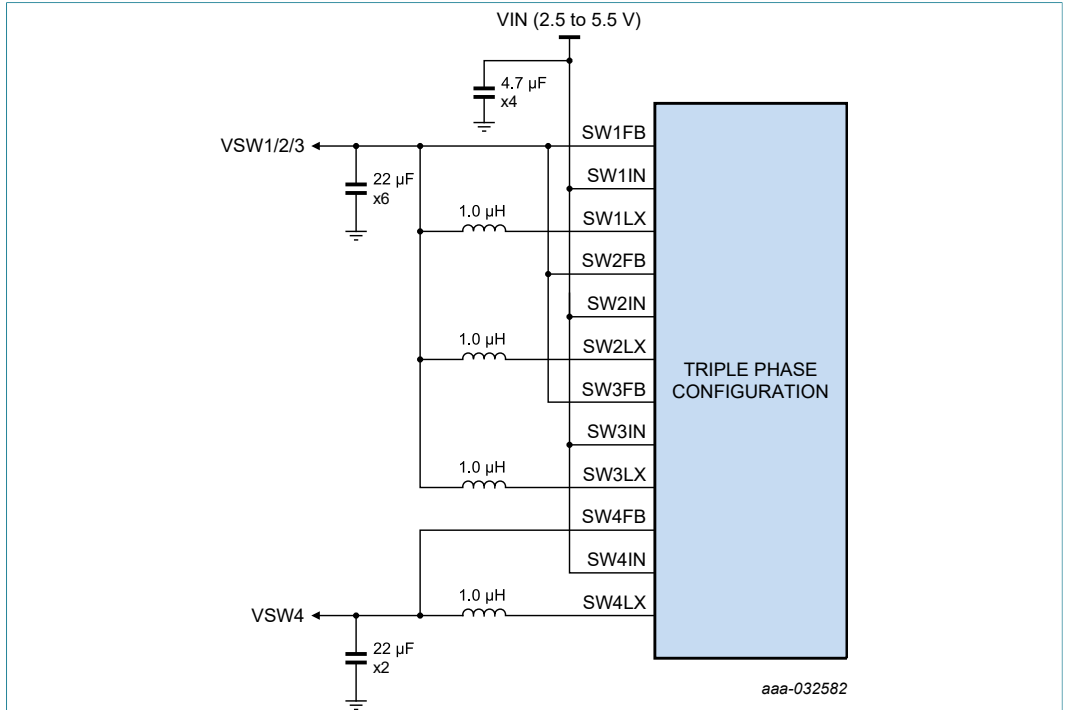 VIN (2.5 to 5.5 V)
4.7 µF
x4
VSW1/2/3
22 µF
x6
SW1FB
SW1IN
1.0 µH
SW1LX
SW2FB
SW2IN
1.0 µH
SW2LX
SW3FB
SW3IN
1.0 µH
SW3LX
SW4FB
SW4IN
1.0 µH
SW4LX
VSW4
22 µF
x2
TRIPLE PHASE
CONFIGURATION
aaa-032582